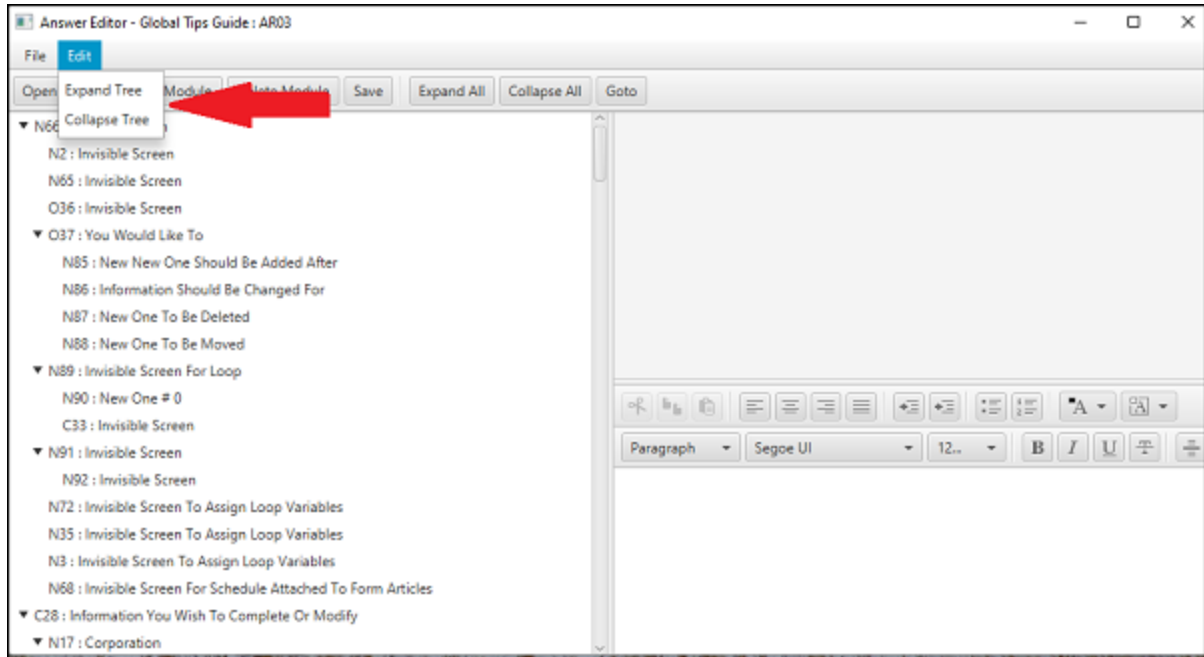 Answer Editor - Global Tips Guide : AR03
File Edit
Expand Tree
Collapse Tree
Open Module Module Save Expand All Collapse All Goto
N66
N2 : Invisible Screen
N65 : Invisible Screen
O36 : Invisible Screen
O37 : You Would Like To
N85 : New New One Should Be Added After
N86 : Information Should Be Changed For
N87 : New One To Be Deleted
N88 : New One To Be Moved
N89 : Invisible Screen For Loop
N90 : New One # 0
C33 : Invisible Screen
N91 : Invisible Screen
N92 : Invisible Screen
N72 : Invisible Screen To Assign Loop Variables
N35 : Invisible Screen To Assign Loop Variables
N3 : Invisible Screen To Assign Loop Variables
N68 : Invisible Screen For Schedule Attached To Form Articles
C28 : Information You Wish To Complete Or Modify
N17 : Corporation
Paragraph Segoe UI 12.. B I U